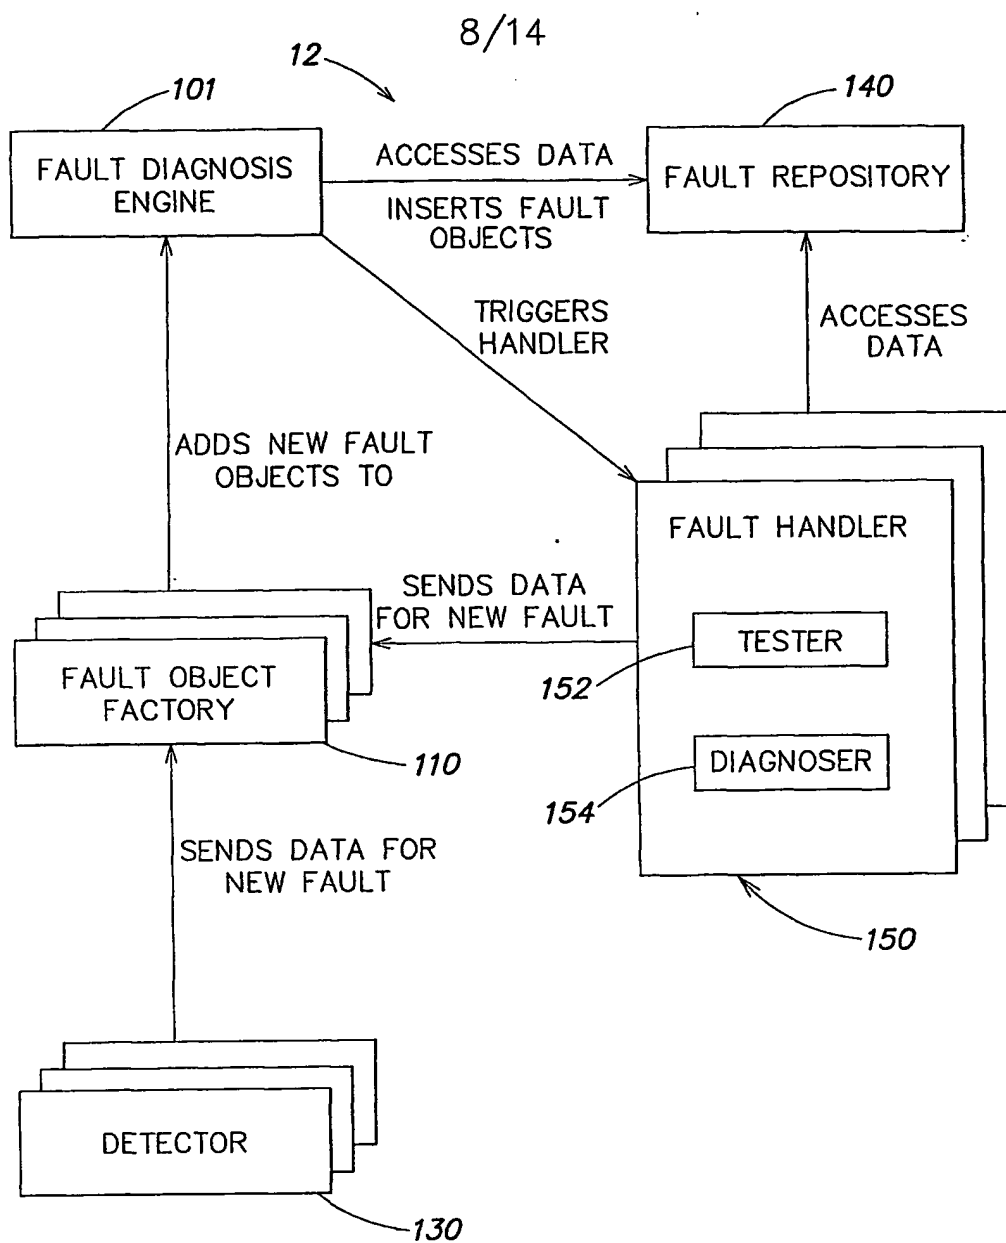 8/14
12
101
140
FAULT DIAGNOSIS
ENGINE
ACCESSES DATA
INSERTS FAULT
OBJECTS
FAULT REPOSITORY
TRIGGERS
HANDLER
ACCESSES
DATA
ADDS NEW FAULT
OBJECTS TO
FAULT HANDLER
SENDS DATA
FOR NEW FAULT
TESTER
152
FAULT OBJECT
FACTORY
110
DIAGNOSER
154
SENDS DATA FOR
NEW FAULT
150
DETECTOR
130